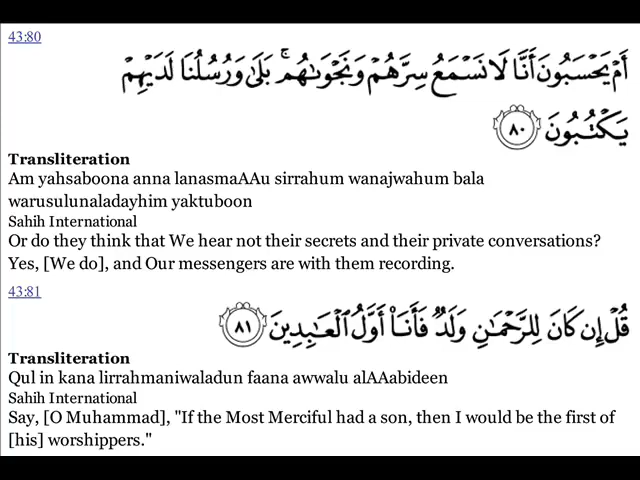 43:80
أَمْ يَحْسَبُونَ أَنَّا لَا نَسْمَعُ سِرَّهُمْ وَنَجْوَىٰهُم ۚ بَلَىٰ وَرُسُلُنَا لَدَيْهِمْ
يَكْتُبُونَ ٨٠
Transliteration
Am yahsaboona anna lanasmaAAu sirrahum wanajwahum bala
warusulunaladayhim yaktuboon
Sahih International
Or do they think that We hear not their secrets and their private conversations?
Yes, [We do], and Our messengers are with them recording.
43:81
قُلْ إِن كَانَ لِلرَّحْمَـٰنِ وَلَدٌ فَأَنَا۠ أَوَّلُ الْعَـٰبِدِينَ ٨١
Transliteration
Qul in kana lirrahmaniwaladun faana awwalu alAAabideen
Sahih International
Say, [O Muhammad], "If the Most Merciful had a son, then I would be the first of
[his] worshippers."